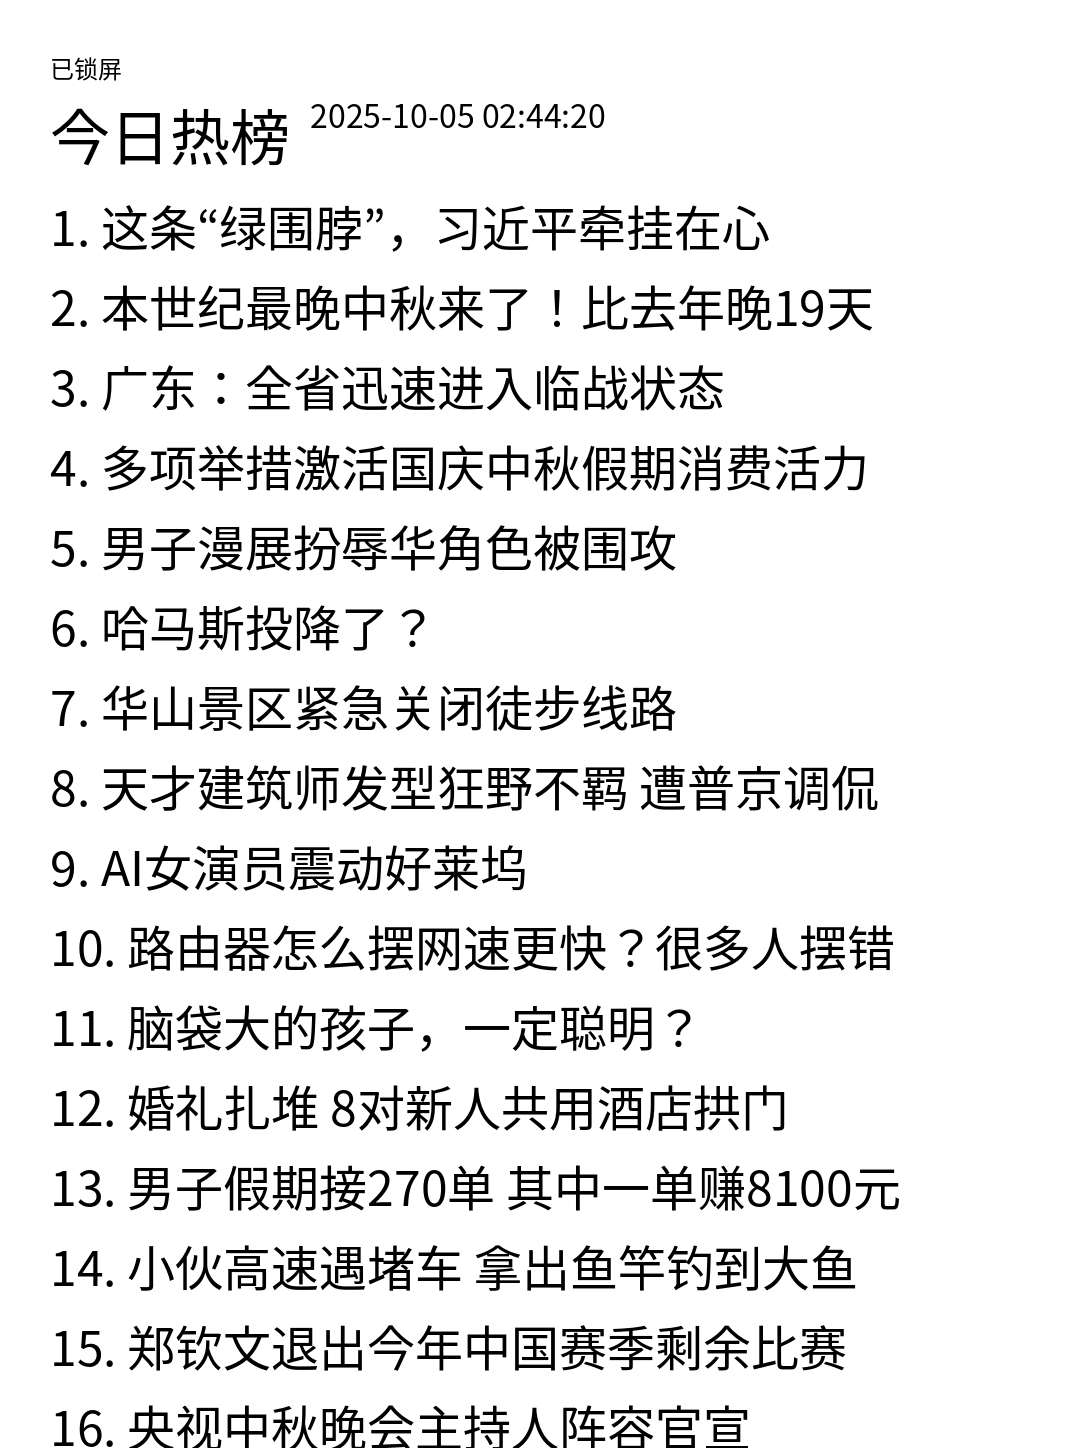 已锁屏
今日热榜 2025-10-05 02:44:20
1. 这条“绿围脖”，习近平牵挂在心
2. 本世纪最晚中秋来了！比去年晚19天
3. 广东：全省迅速进入临战状态
4. 多项举措激活国庆中秋假期消费活力
5. 男子漫展扮辱华角色被围攻
6. 哈马斯投降了？
7. 华山景区紧急关闭徒步线路
8. 天才建筑师发型狂野不羁 遭普京调侃
9. AI女演员震动好莱坞
10. 路由器怎么摆网速更快？很多人摆错
11. 脑袋大的孩子，一定聪明？
12. 婚礼扎堆 8对新人共用酒店拱门
13. 男子假期接270单 其中一单赚8100元
14. 小伙高速遇堵车 拿出鱼竿钓到大鱼
15. 郑钦文退出今年中国赛季剩余比赛
16. 央视中秋晚会主持人阵容官宣